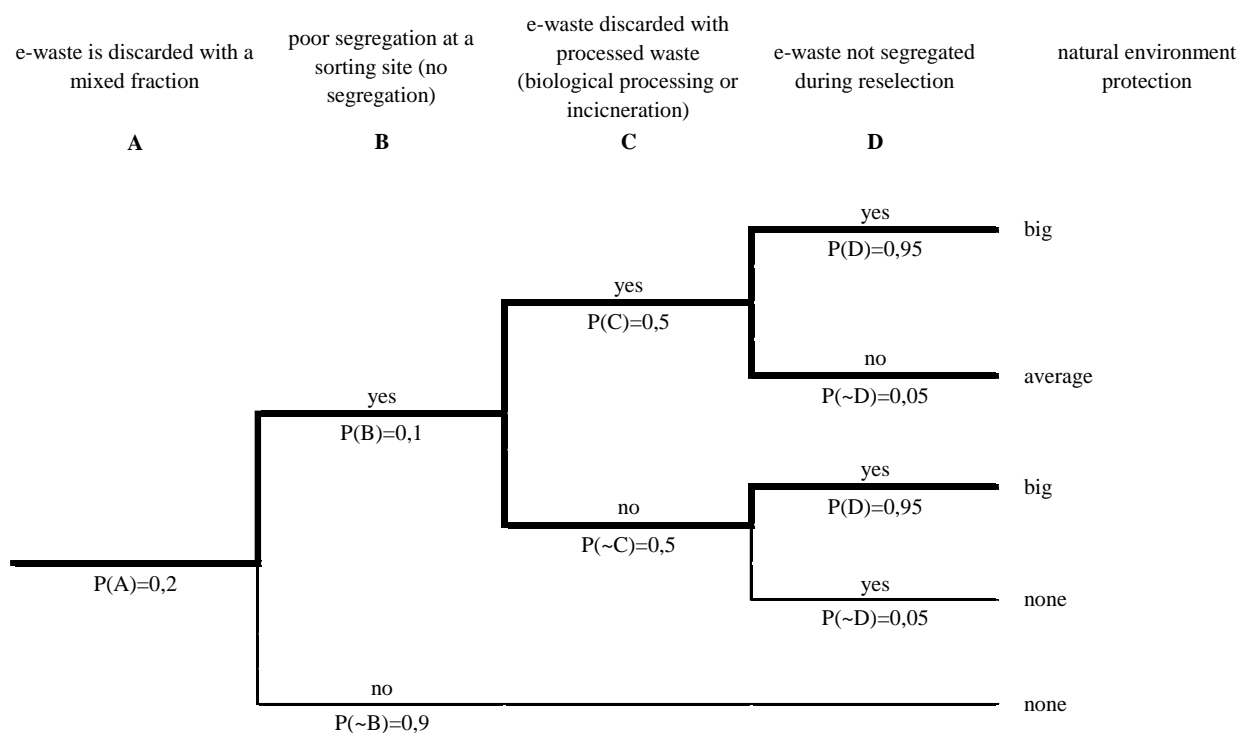 e-waste is discarded with a
mixed fraction
A
poor segregation at a
sorting site (no
segregation)
B
e-waste discarded with
processed waste
(biological processing or
incicneration)
C
e-waste not segregated
during reselection
D
natural environment
protection
yes
P(D)=0,95
big
yes
P(C)=0,5
no
P(~D)=0,05
average
yes
P(B)=0,1
yes
P(D)=0,95
big
no
P(~C)=0,5
P(A)=0,2
yes
P(~D)=0,05
none
no
P(~B)=0,9
none